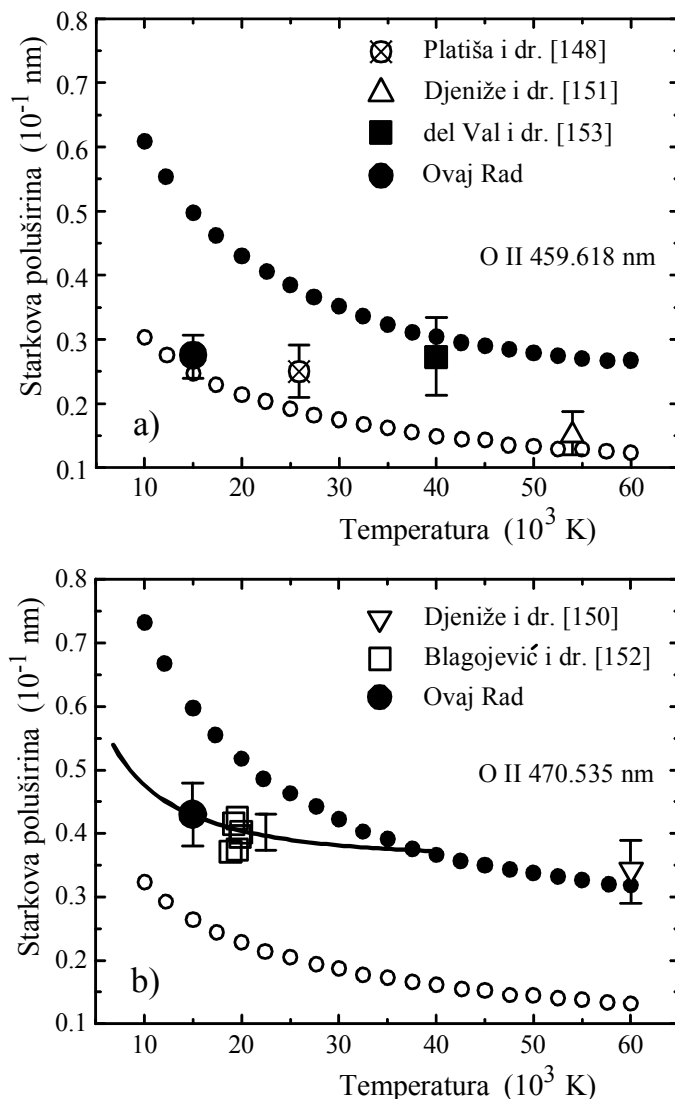 0.8
0.7
0.6
0.5
0.4
0.3
0.2
0.1
Starkova poluširina (10⁻¹ nm)
Platiša i dr. [148]
Djeniže i dr. [151]
del Val i dr. [153]
Ovaj Rad
O II 459.618 nm
a)
10 20 30 40 50 60
Temperatura (10³ K)
0.8
0.7
0.6
0.5
0.4
0.3
0.2
0.1
Starkova poluširina (10⁻¹ nm)
Djeniže i dr. [150]
Blagojević i dr. [152]
Ovaj Rad
O II 470.535 nm
b)
10 20 30 40 50 60
Temperatura (10³ K)